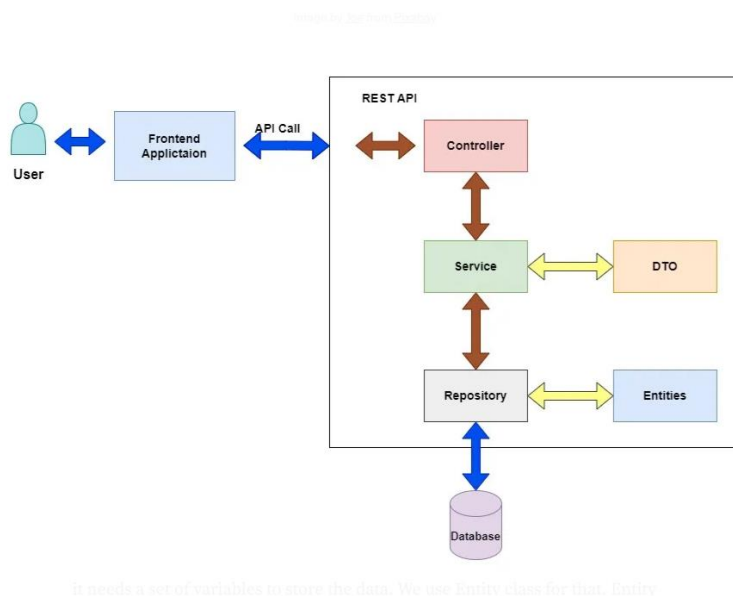 User
Frontend
Applictaion
API Call
REST API
Controller
Service
DTO
Repository
Entities
Database
it needs a set of variables to store the data. We use Entity class for that. Entity